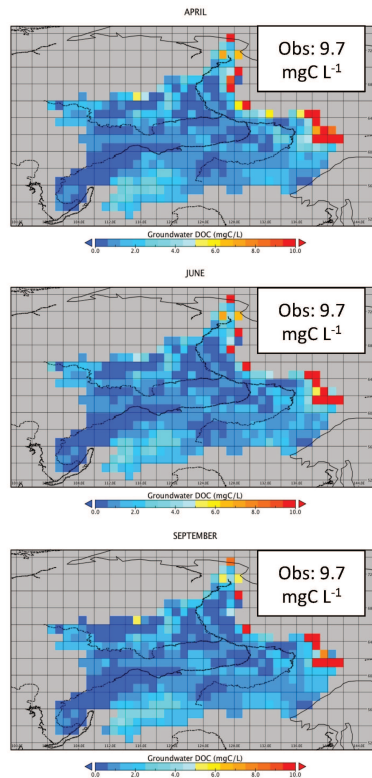 APRIL
Obs: 9.7
mgC L-1
Groundwater DOC (mgC/L)
0.0 2.0 4.0 6.0 8.0 10.0
JUNE
Obs: 9.7
mgC L-1
Groundwater DOC (mgC/L)
0.0 2.0 4.0 6.0 8.0 10.0
SEPTEMBER
Obs: 9.7
mgC L-1
Groundwater DOC (mgC/L)
0.0 2.0 4.0 6.0 8.0 10.0